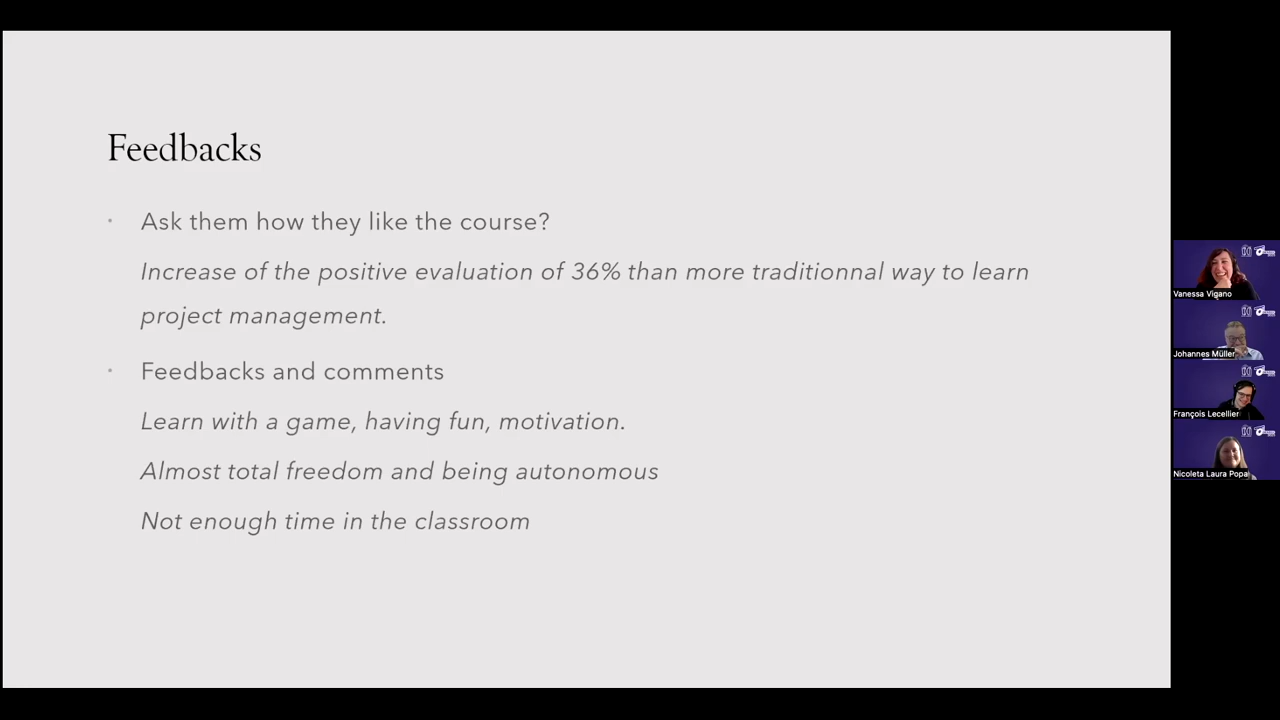 Feedbacks
• Ask them how they like the course?
Increase of the positive evaluation of 36% than more traditionnal way to learn
project management.
• Feedbacks and comments
Learn with a game, having fun, motivation.
Almost total freedom and being autonomous
Not enough time in the classroom
Vanessa Vigano
Johannes Müller
François Lecellier
Nicoleta Laura Popa